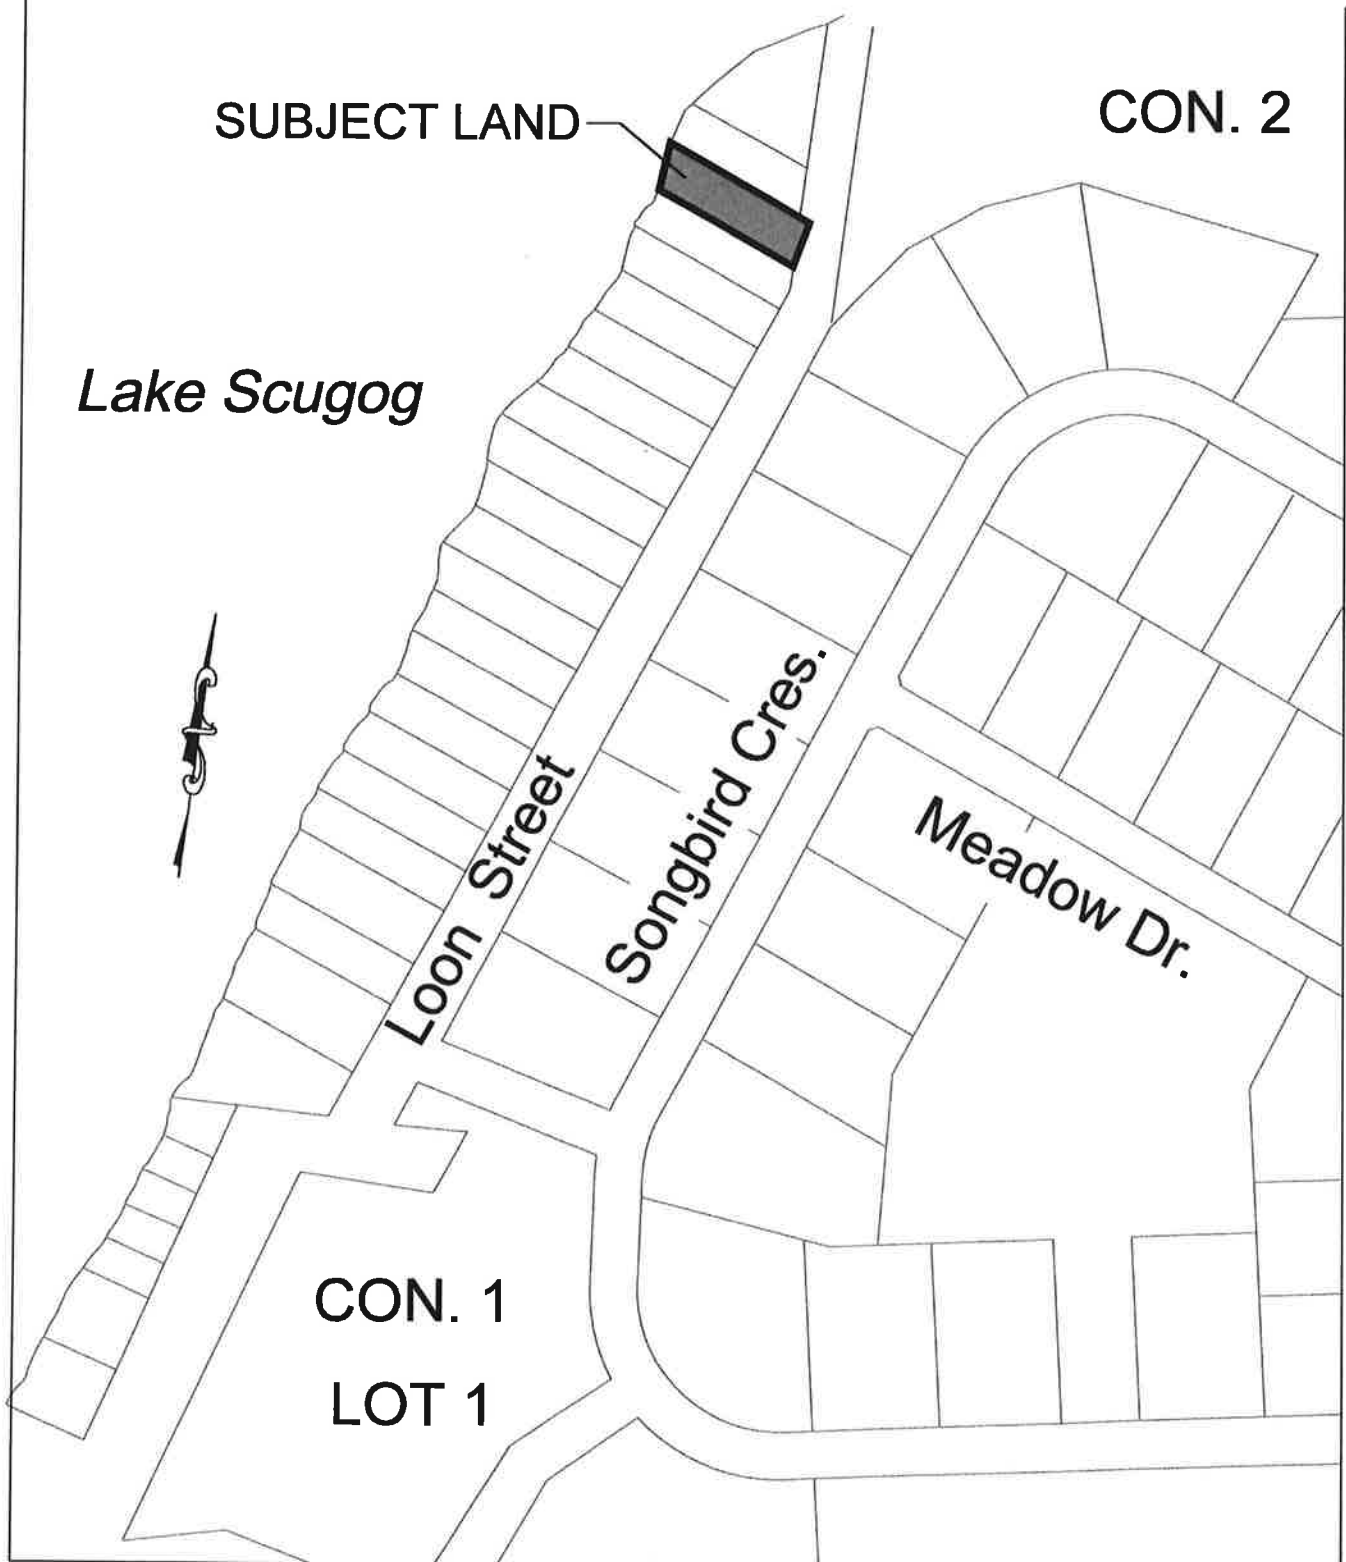 SUBJECT LAND
CON. 2
Lake Scugog
Loon Street
Songbird Cres.
Meadow Dr.
CON. 1
LOT 1